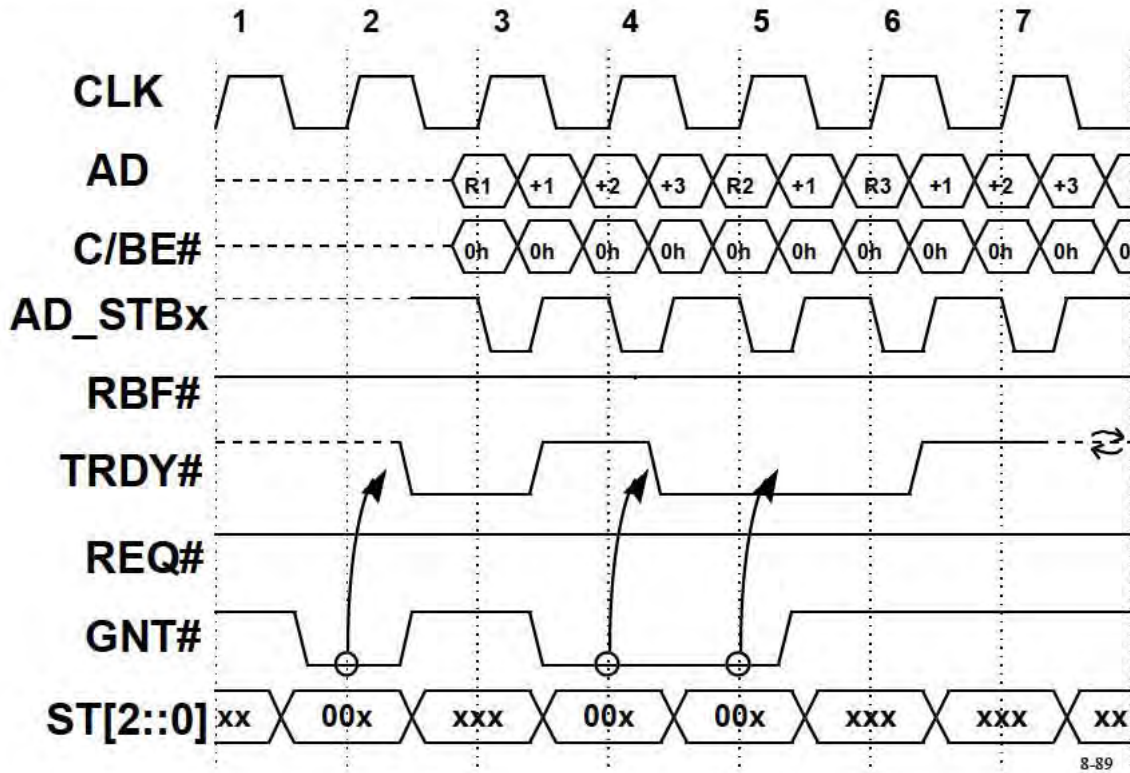 1 2 3 4 5 6 7
CLK
AD R1 +1 +2 +3 R2 +1 R3 +1 +2 +3
C/BE# 0h 0h 0h 0h 0h 0h 0h 0h 0h 0h 0
AD_STBx
RBF#
TRDY#
REQ#
GNT#
ST[2::0] xx 00x xxx 00x 00x xxx xxx xx
8-89